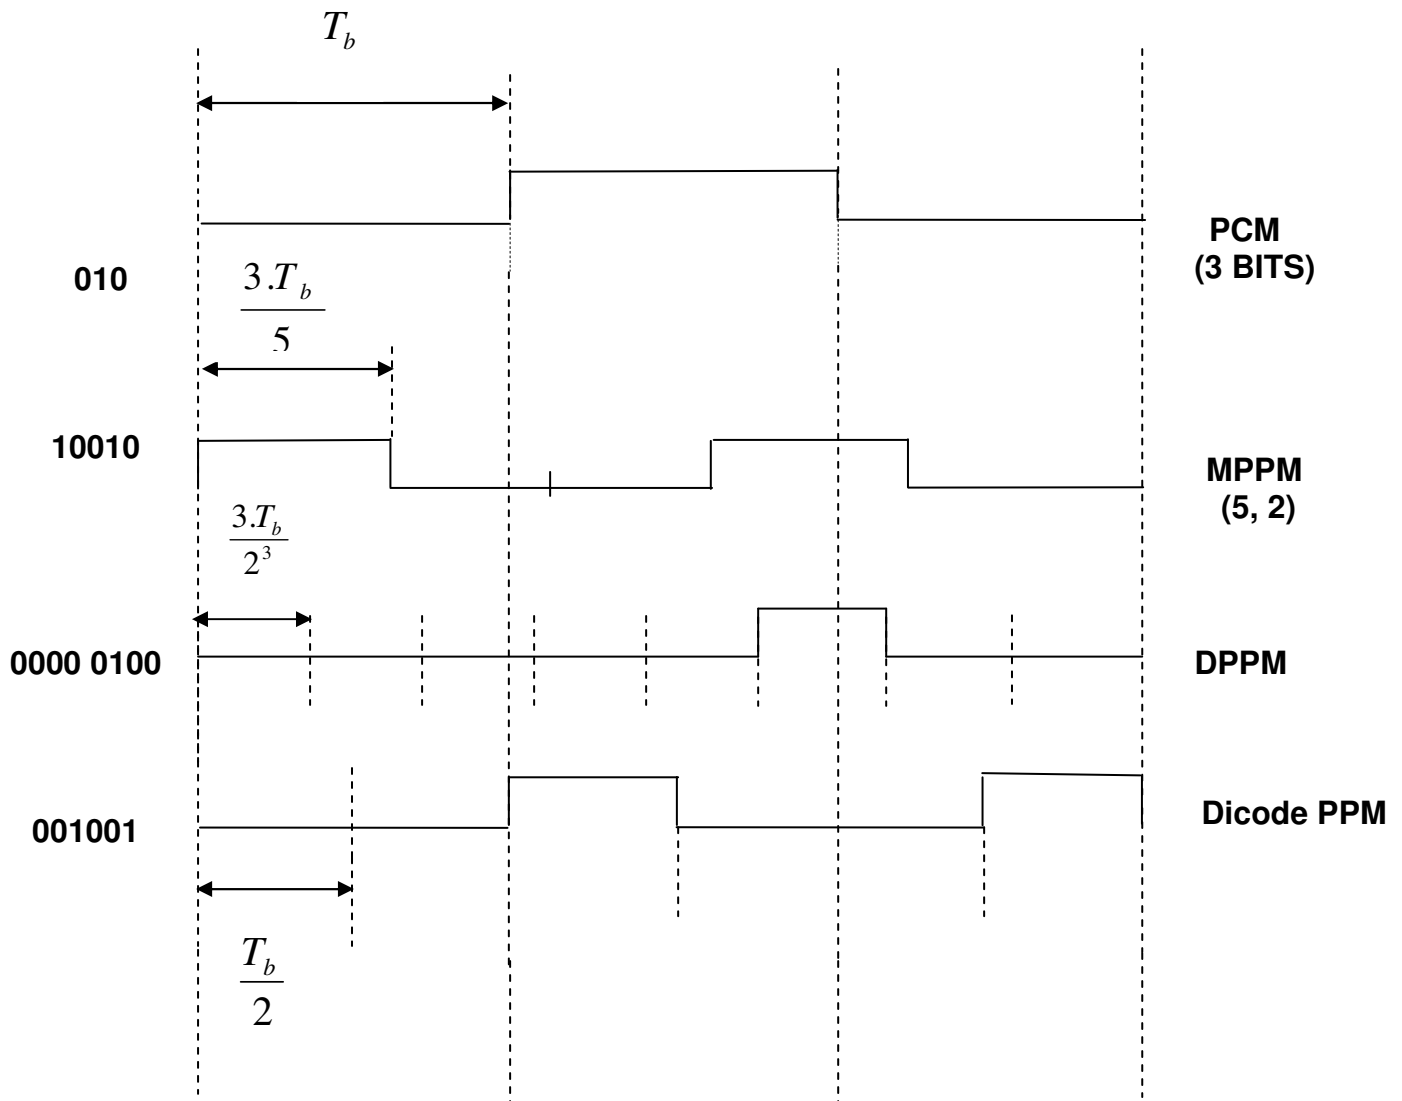 T_b
PCM
(3 BITS)
010
3.T_b
5
10010
MPPM
(5, 2)
3.T_b
2^3
0000 0100
DPPM
001001
Dicode PPM
T_b
2